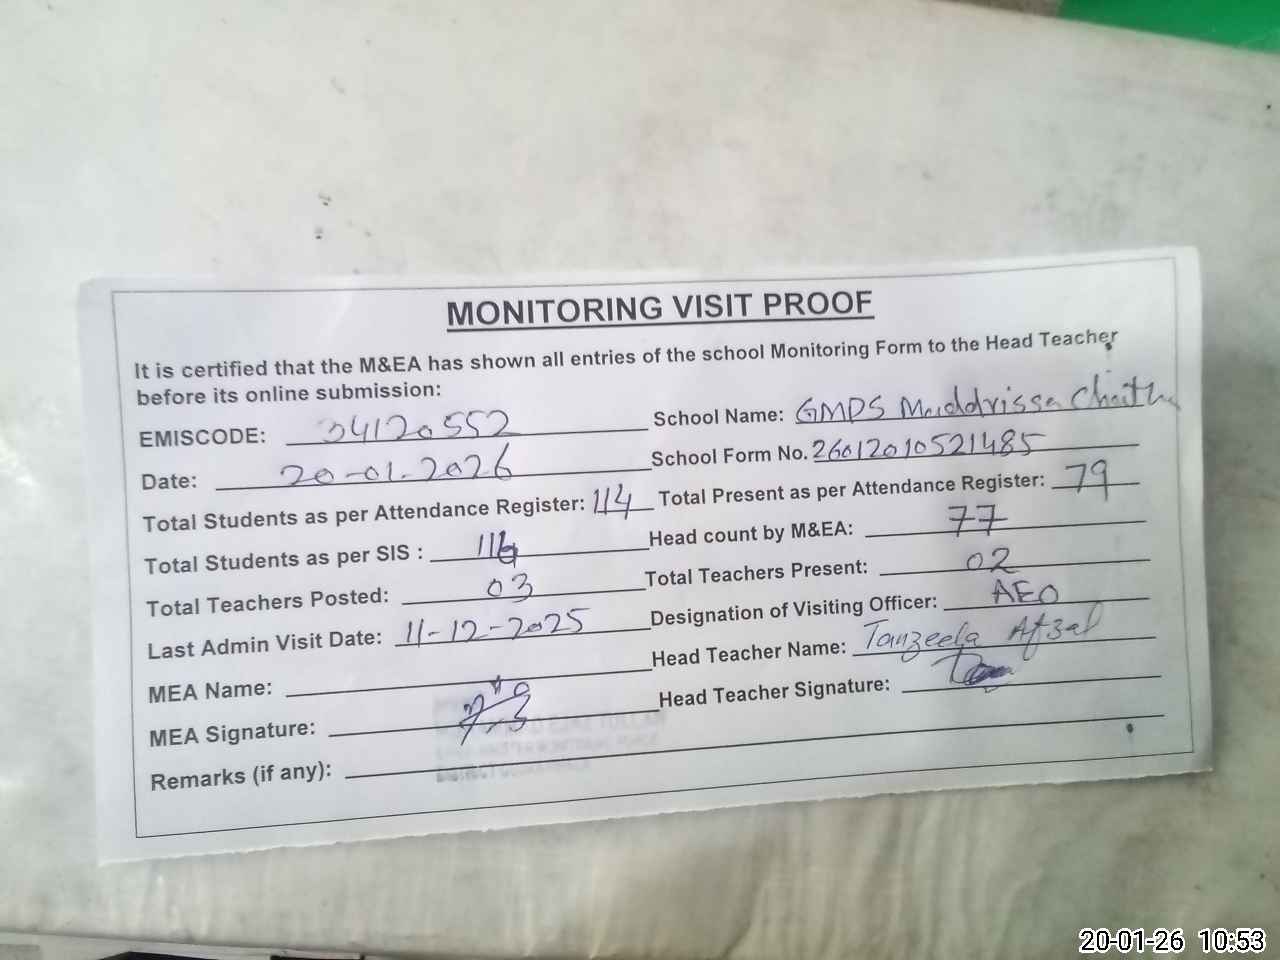 MONITORING VISIT PROOF
It is certified that the M&EA has shown all entries of the school Monitoring Form to the Head Teacher
before its online submission:
EMISCODE: 34120552 School Name: GMPS
Date: 20-01-2026 School Form No. 26012010521485
Total Students as per Attendance Register: 114 Total Present as per Attendance Register: 79
Total Students as per SIS : Head count by M&EA: 77
Total Teachers Posted: 03 Total Teachers Present: 02
Last Admin Visit Date: 11-12-2025 Designation of Visiting Officer: AEO
MEA Name: Head Teacher Name: Tanzeela Afzal
MEA Signature: Head Teacher Signature:
Remarks (if any):
20-01-26 10:53